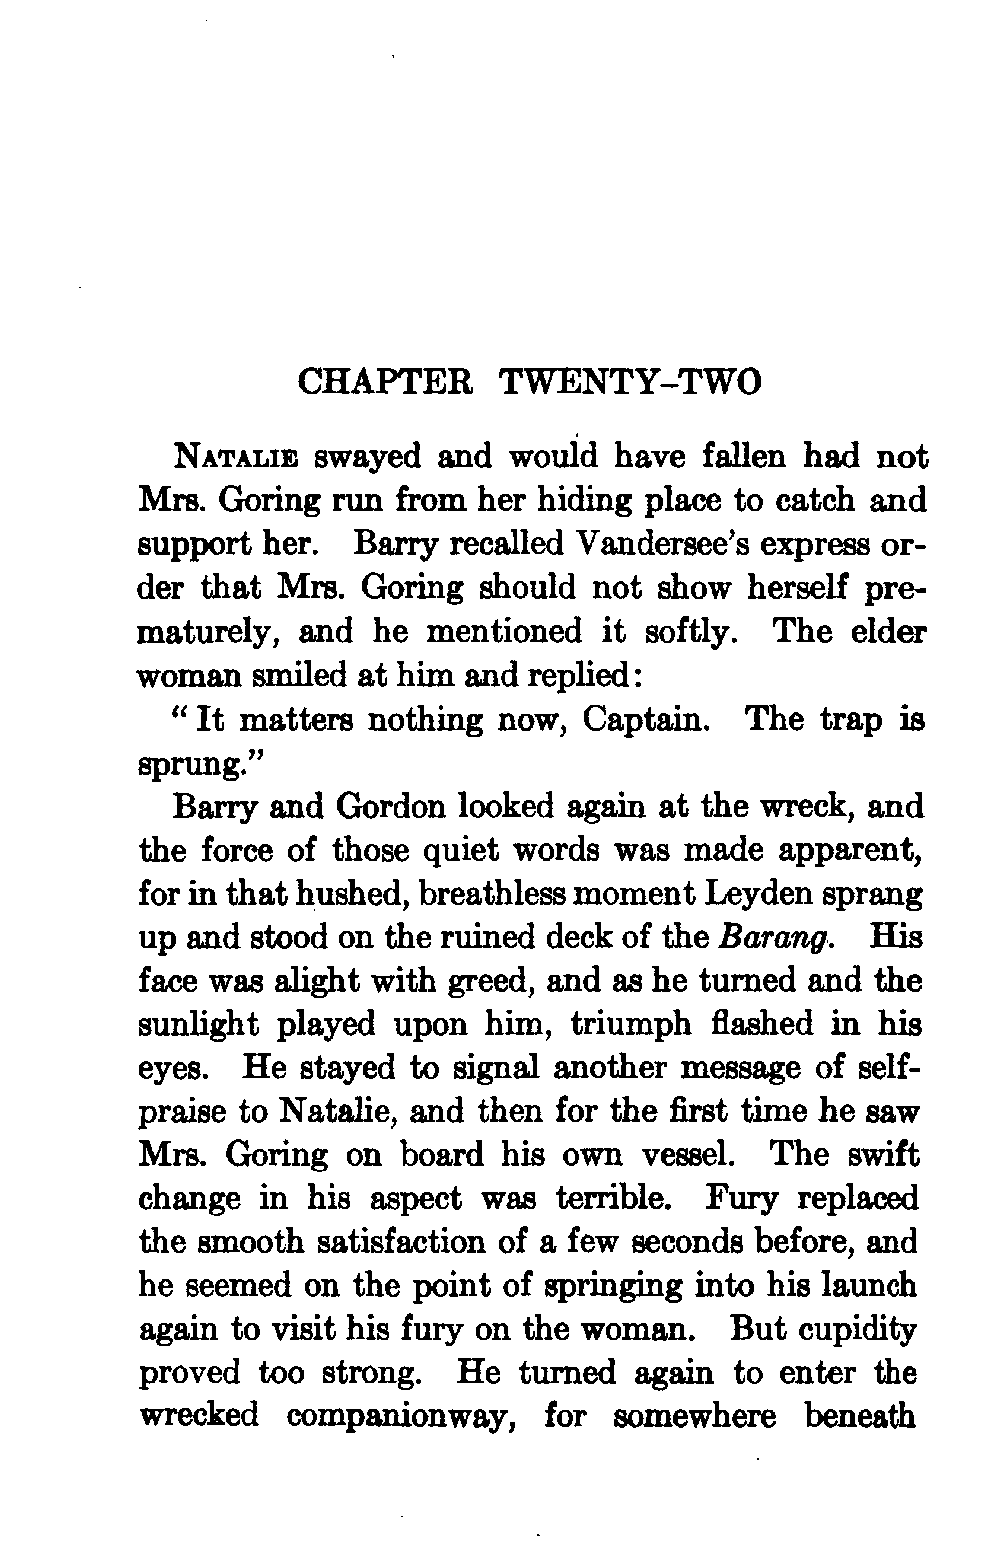 CHAPTER TWENTY-TWO
NATALIE swayed and would have fallen had not
Mrs. Goring run from her hiding place to catch and
support her. Barry recalled Vandersee's express or-
der that Mrs. Goring should not show herself pre-
maturely, and he mentioned it softly. The elder
woman smiled at him and replied:
"It matters nothing now, Captain. The trap is
sprung."
Barry and Gordon looked again at the wreck, and
the force of those quiet words was made apparent,
for in that hushed, breathless moment Leyden sprang
up and stood on the ruined deck of the Barang. His
face was alight with greed, and as he turned and the
sunlight played upon him, triumph flashed in his
eyes. He stayed to signal another message of self-
praise to Natalie, and then for the first time he saw
Mrs. Goring on board his own vessel. The swift
change in his aspect was terrible. Fury replaced
the smooth satisfaction of a few seconds before, and
he seemed on the point of springing into his launch
again to visit his fury on the woman. But cupidity
proved too strong. He turned again to enter the
wrecked companionway, for somewhere beneath